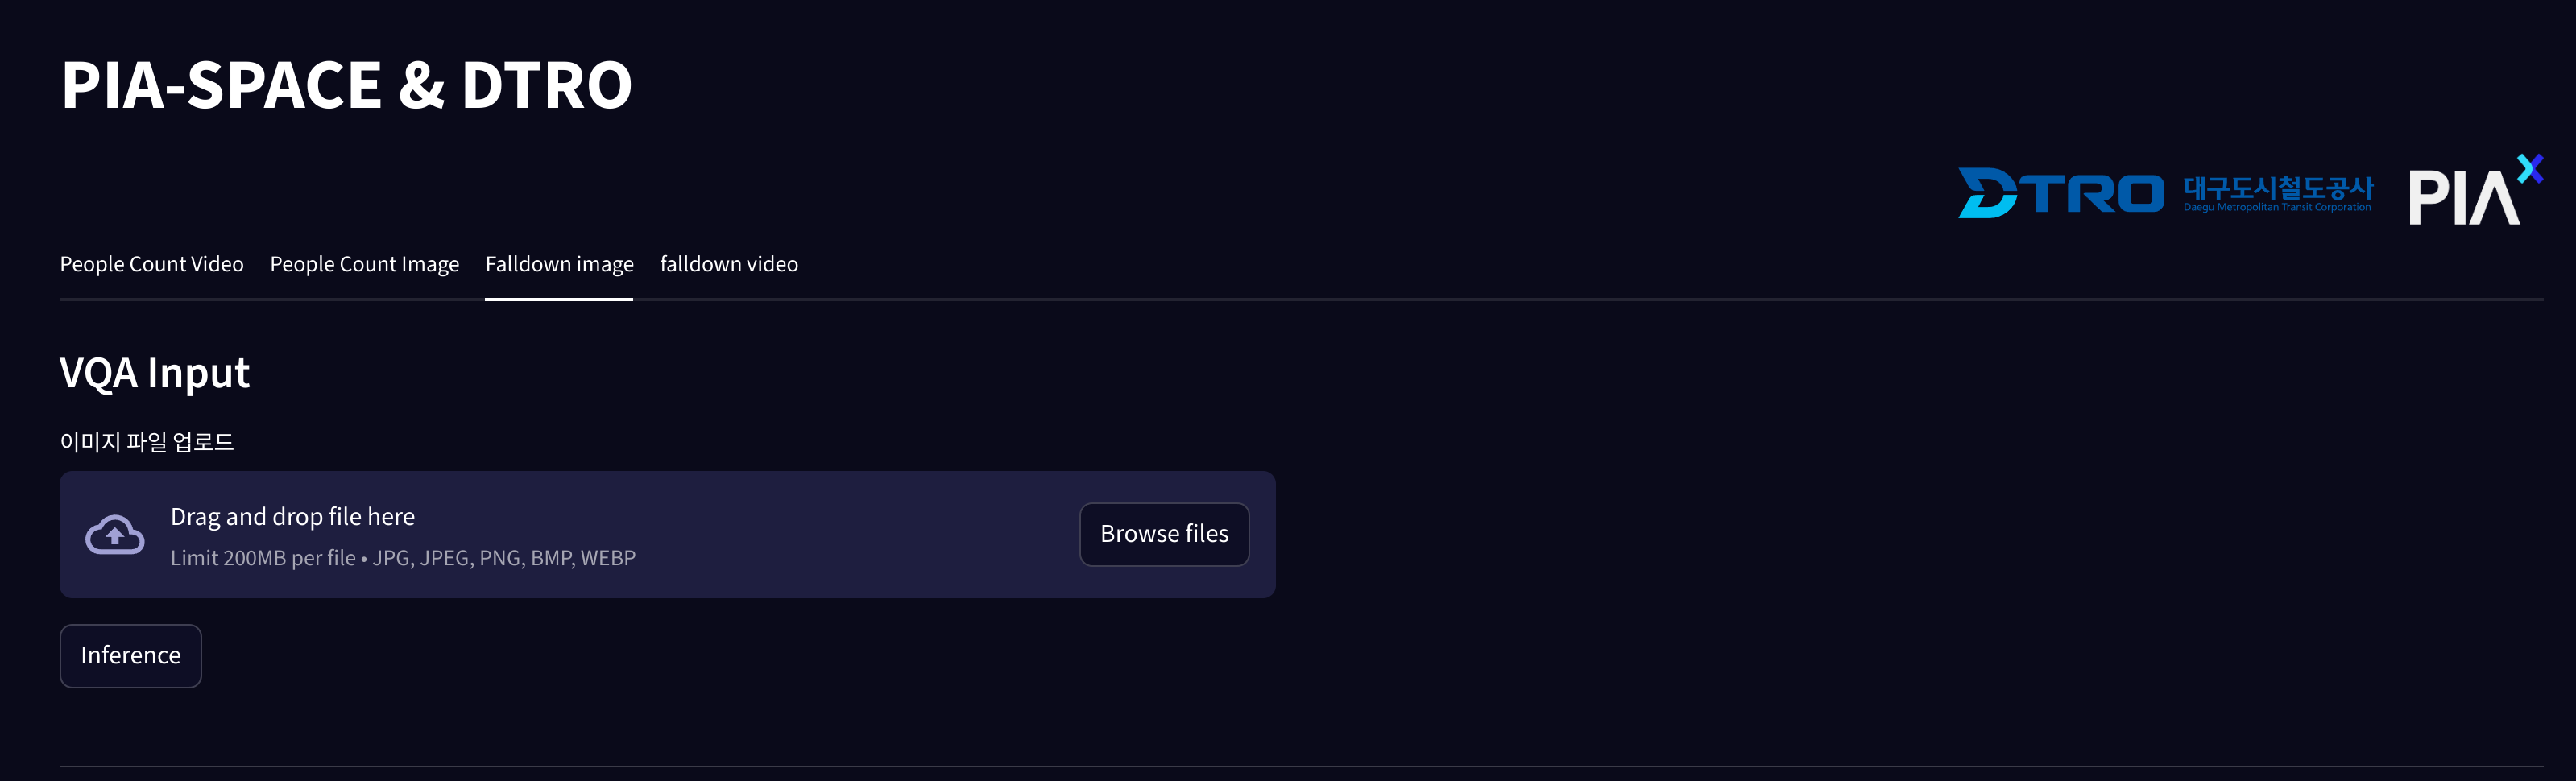 PIA-SPACE & DTRO
DTRO 대구도시철도공사 PIA
Daegu Metropolitan Transit Corporation
People Count Video People Count Image Falldown image falldown video
VQA Input
이미지 파일 업로드
Drag and drop file here
Limit 200MB per file • JPG, JPEG, PNG, BMP, WEBP
Browse files
Inference